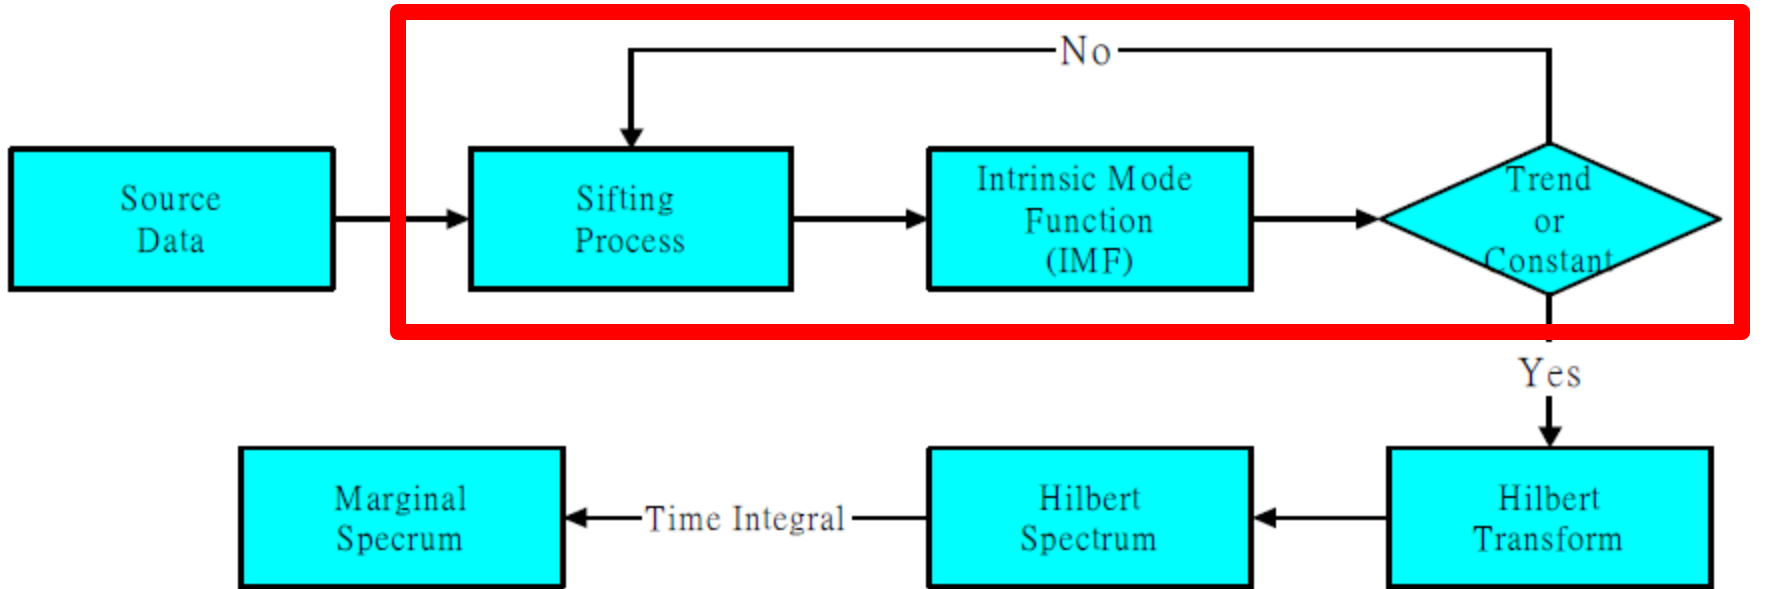 No
Source
Data
Sifting
Process
Intrinsic Mode
Function
(IMF)
Trend
or
Constant
Yes
Marginal
Specrum
Time Integral
Hilbert
Spectrum
Hilbert
Transform